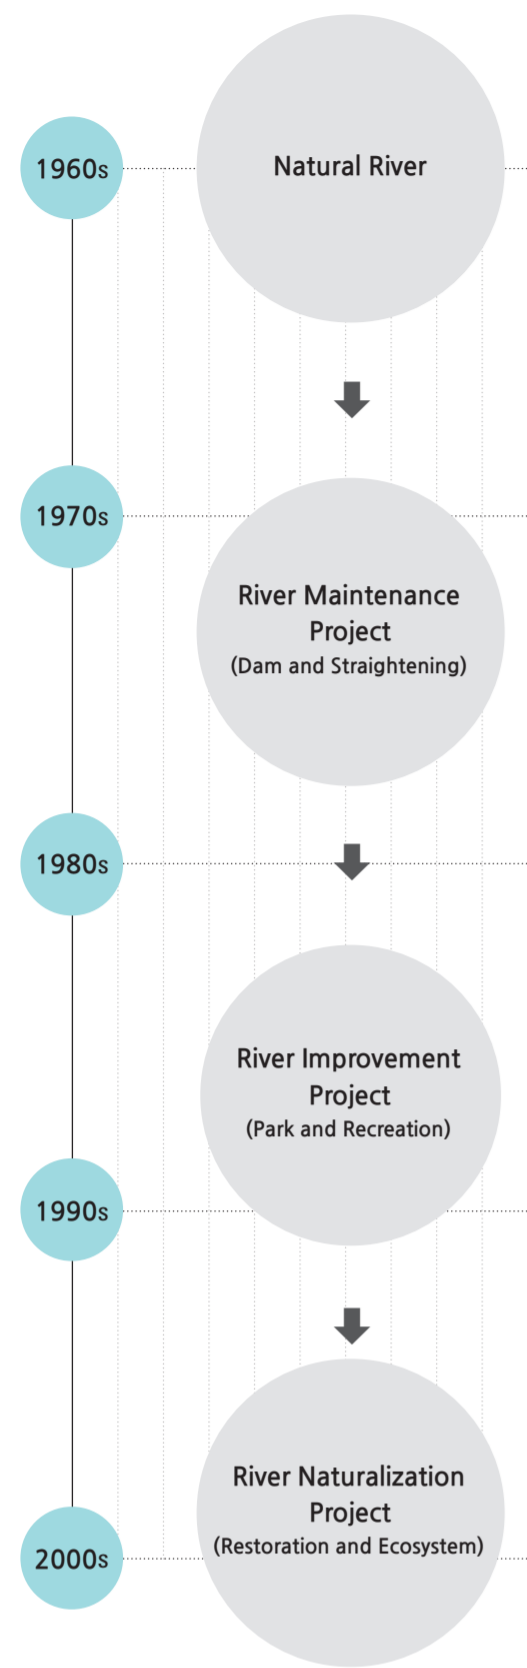 1960s
Natural River
1970s
River Maintenance
Project
(Dam and Straightening)
1980s
River Improvement
Project
(Park and Recreation)
1990s
River Naturalization
Project
(Restoration and Ecosystem)
2000s